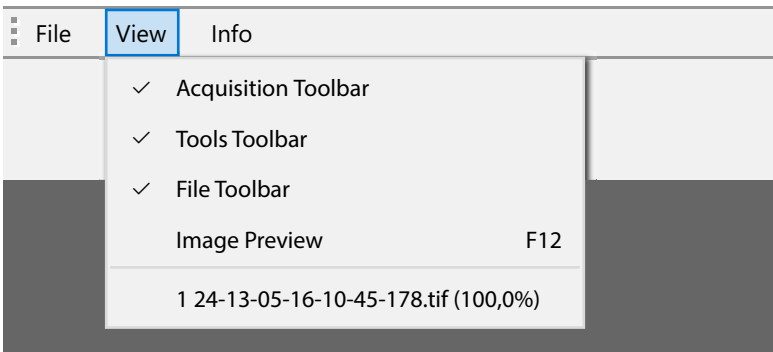 File View Info
Acquisition Toolbar
Tools Toolbar
File Toolbar
Image Preview F12
1 24-13-05-16-10-45-178.tif (100,0%)